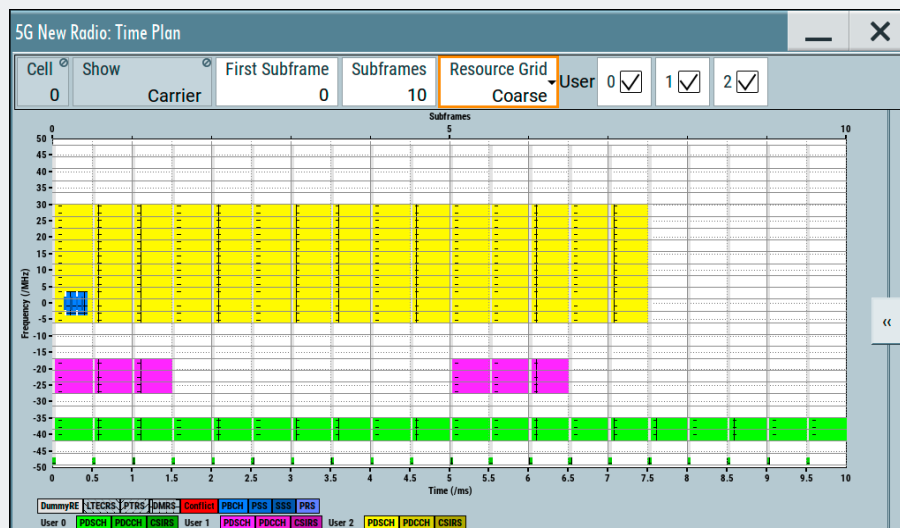 5G New Radio: Time Plan
Cell Show First Subframe Subframes Resource Grid User 0 1 2
0 Carrier 0 10 Coarse
Subframes
0 5 10
50
45
40
35
30
25
20
15
10
5
0
-5
-10
-15
-20
-25
-30
-35
-40
-45
-50
Frequency (/MHz)
0 0.5 1 1.5 2 2.5 3 3.5 4 4.5 5 5.5 6 6.5 7 7.5 8 8.5 9 9.5 10
Time (/ms)
DummyRE LTECRS PTRS DMRS Conflict PBCH PSS SSS PRS
User 0 PDSCH PDCCH CSIRS User 1 PDSCH PDCCH CSIRS User 2 PDSCH PDCCH CSIRS
«